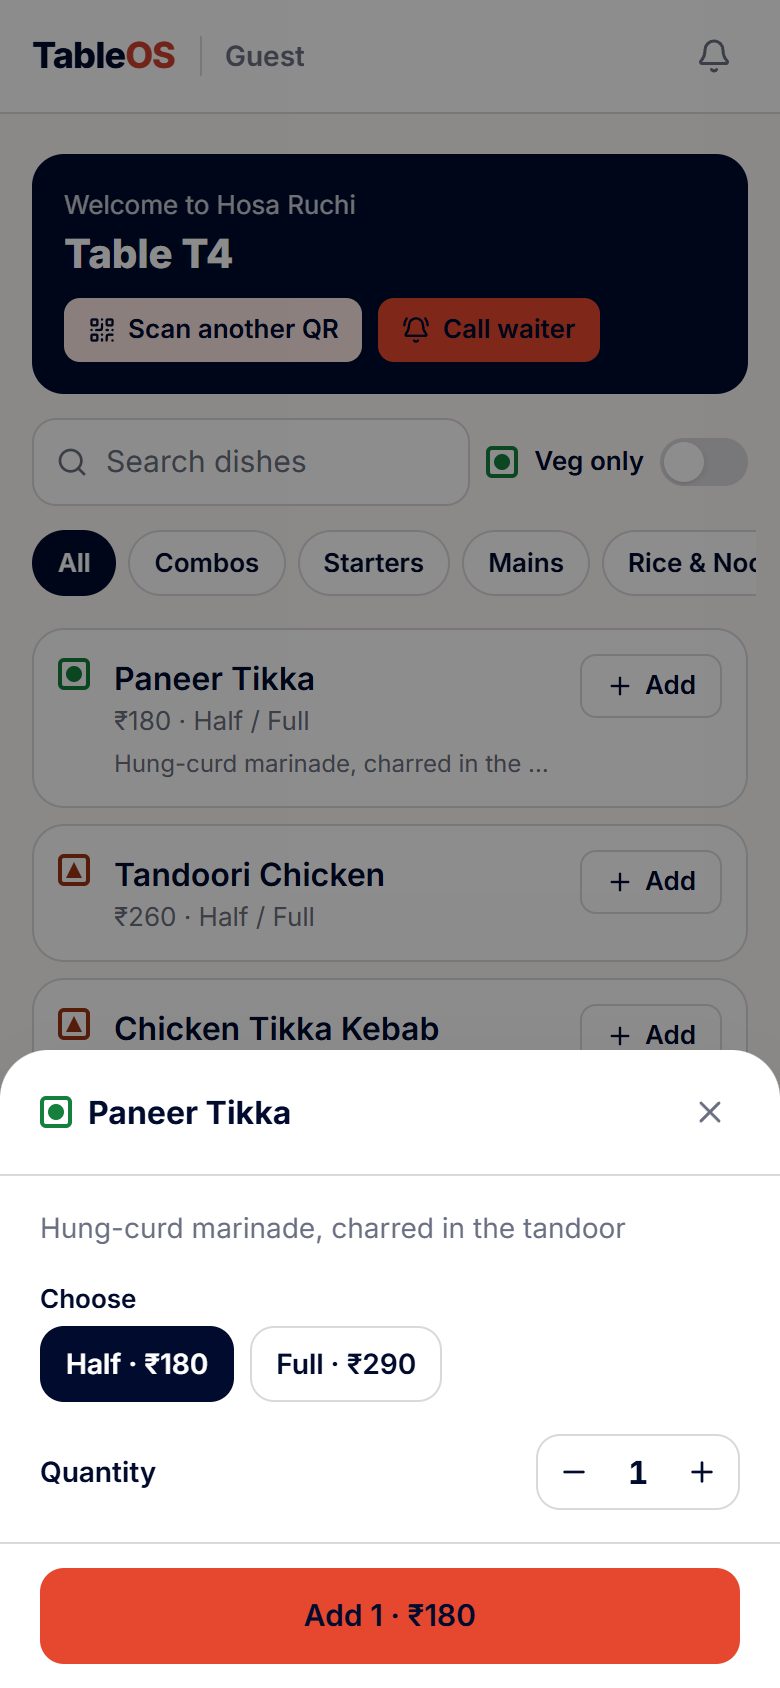 TableOS Guest
Welcome to Hosa Ruchi
Table T4
Scan another QR Call waiter
Search dishes Veg only
All Combos Starters Mains Rice & Noo
Paneer Tikka + Add
₹180 · Half / Full
Hung-curd marinade, charred in the ...
Tandoori Chicken + Add
₹260 · Half / Full
Chicken Tikka Kebab + Add
Paneer Tikka
Hung-curd marinade, charred in the tandoor
Choose
Half · ₹180 Full · ₹290
Quantity − 1 +
Add 1 · ₹180